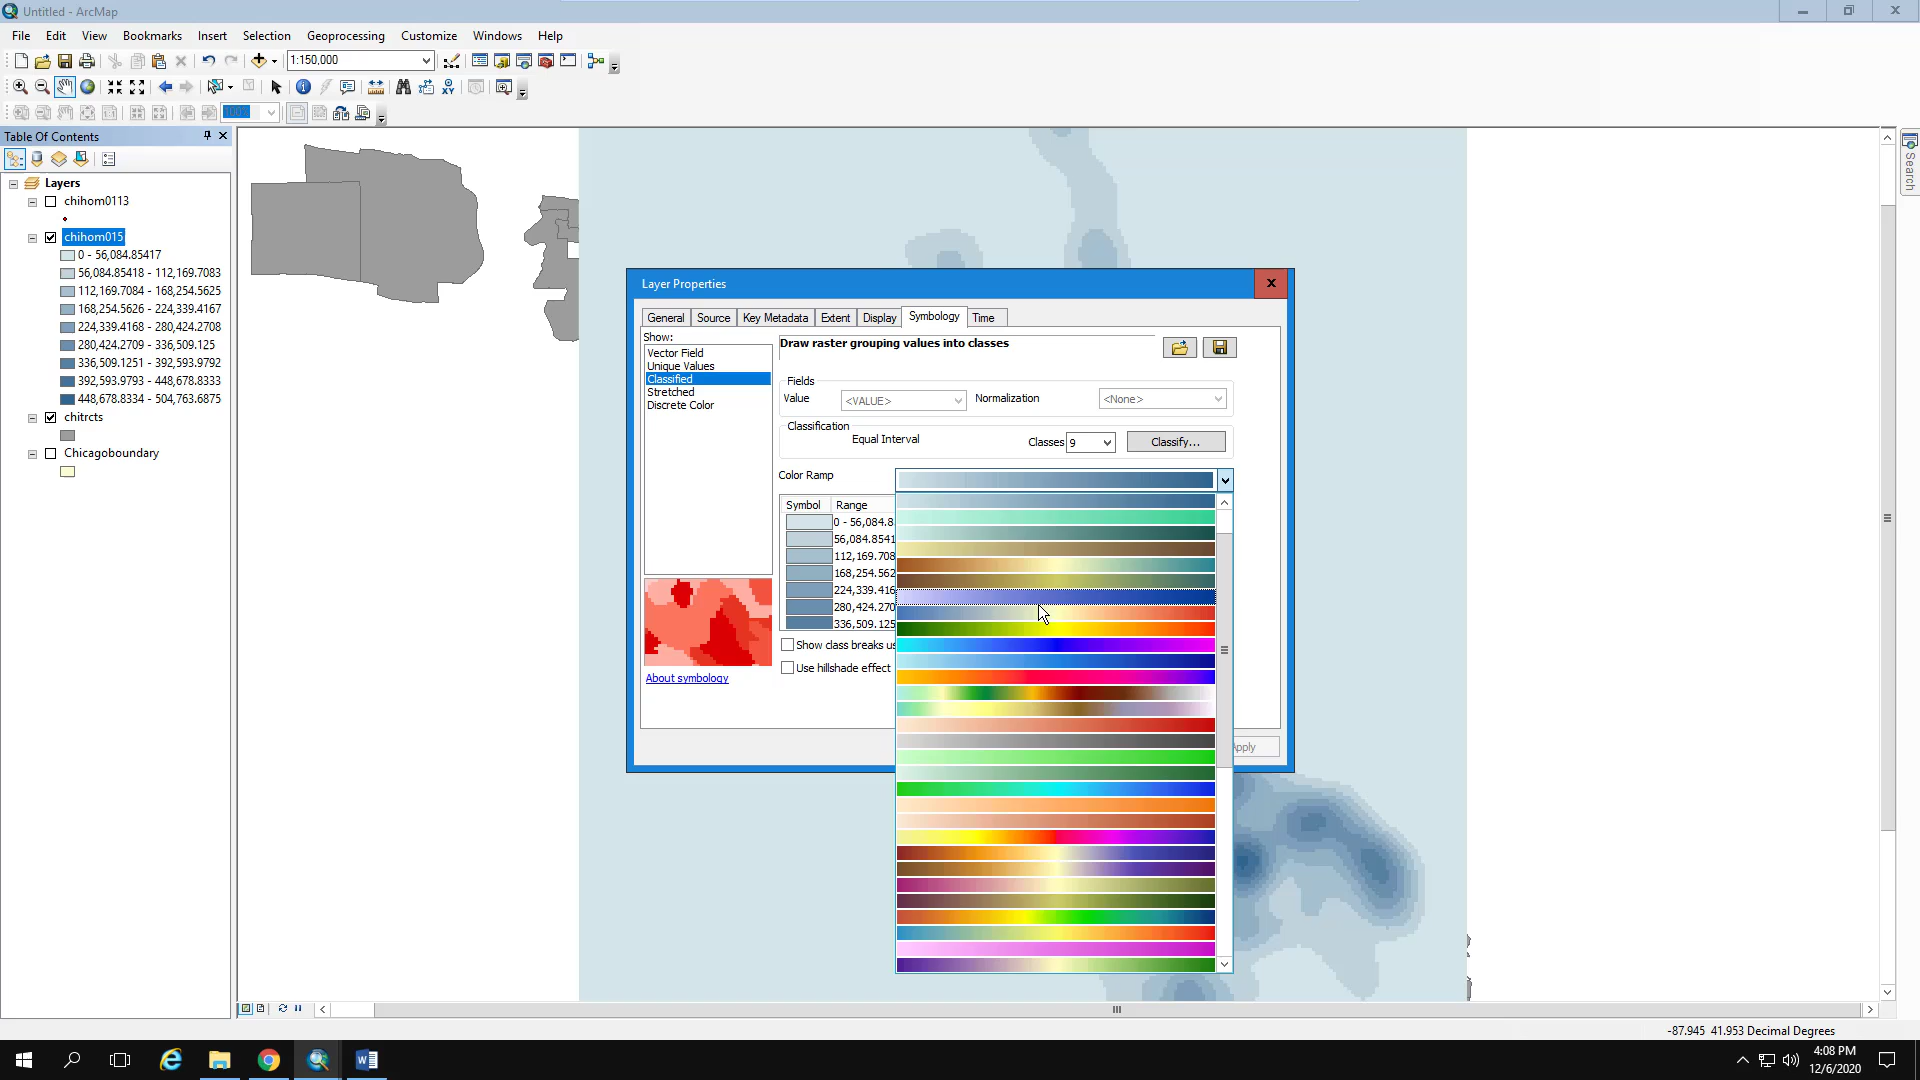 Untitled - ArcMap
File Edit View Bookmarks Insert Selection Geoprocessing Customize Windows Help
1:150,000
100%
Table Of Contents
Search
Layers
chihom0113
chihom015
0 - 56,084.85417
56,084.85418 - 112,169.7083
112,169.7084 - 168,254.5625
168,254.5626 - 224,339.4167
224,339.4168 - 280,424.2708
280,424.2709 - 336,509.125
336,509.1251 - 392,593.9792
392,593.9793 - 448,678.8333
448,678.8334 - 504,763.6875
chitrcts
Chicagoboundary
Layer Properties
General Source Key Metadata Extent Display Symbology Time
Show:
Vector Field
Unique Values
Classified
Stretched
Discrete Color
About symbology
Draw raster grouping values into classes
Fields
Value <VALUE> Normalization <None>
Classification
Equal Interval Classes 9 Classify...
Color Ramp
Symbol Range
0 - 56,084.8
56,084.8541
112,169.708
168,254.562
224,339.416
280,424.270
336,509.125
Show class breaks us
Use hillshade effect
Apply
-87.945 41.953 Decimal Degrees
4:08 PM
12/6/2020